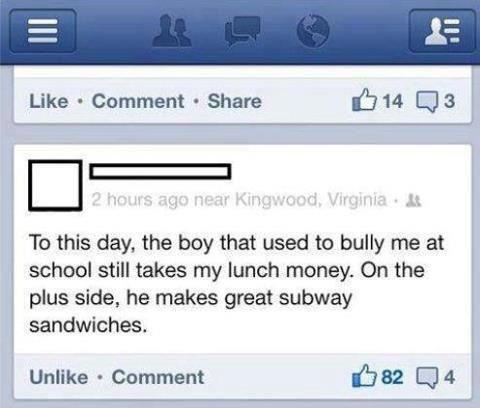 Like · Comment · Share 14 3
2 hours ago near Kingwood, Virginia ·
To this day, the boy that used to bully me at
school still takes my lunch money. On the
plus side, he makes great subway
sandwiches.
Unlike · Comment 82 4